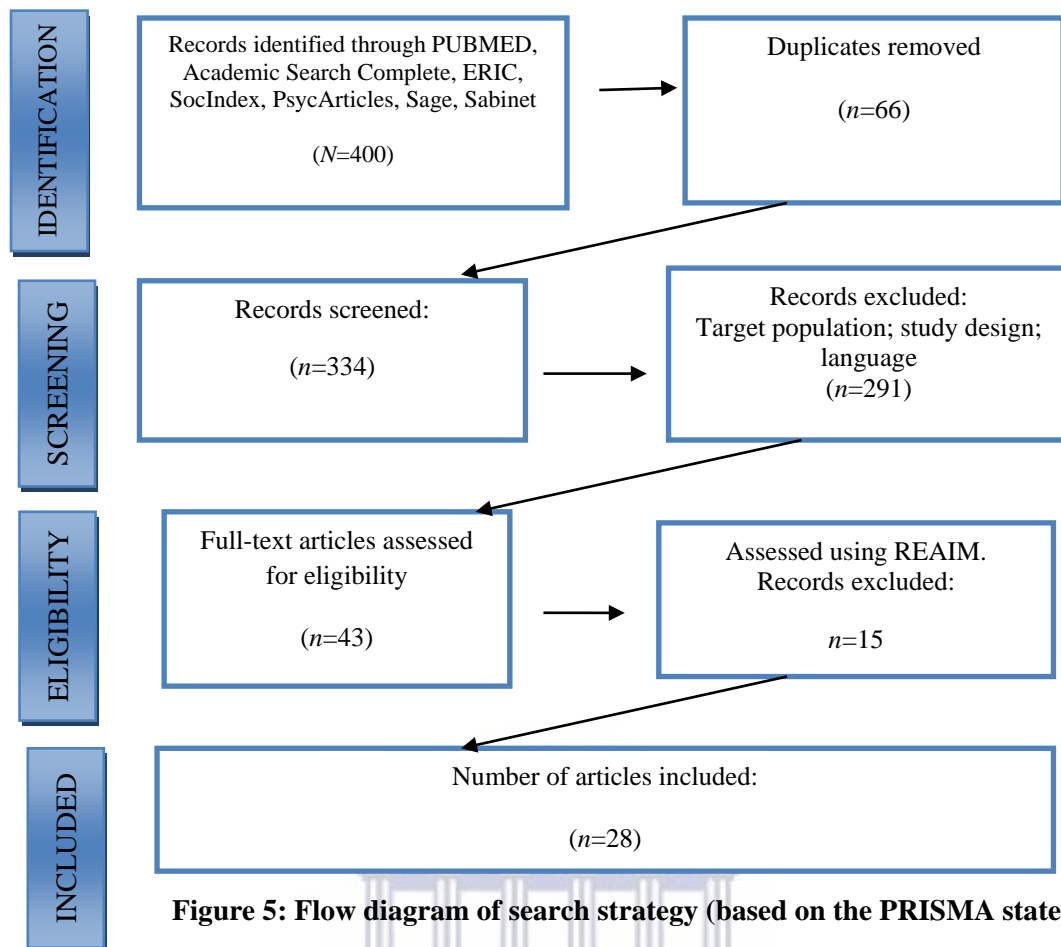 IDENTIFICATION
Records identified through PUBMED,
Academic Search Complete, ERIC,
SocIndex, PsycArticles, Sage, Sabinet
(N=400)
Duplicates removed
(n=66)
SCREENING
Records screened:
(n=334)
Records excluded:
Target population; study design;
language
(n=291)
ELIGIBILITY
Full-text articles assessed
for eligibility
(n=43)
Assessed using REAIM.
Records excluded:
n=15
INCLUDED
Number of articles included:
(n=28)
Figure 5: Flow diagram of search strategy (based on the PRISMA state